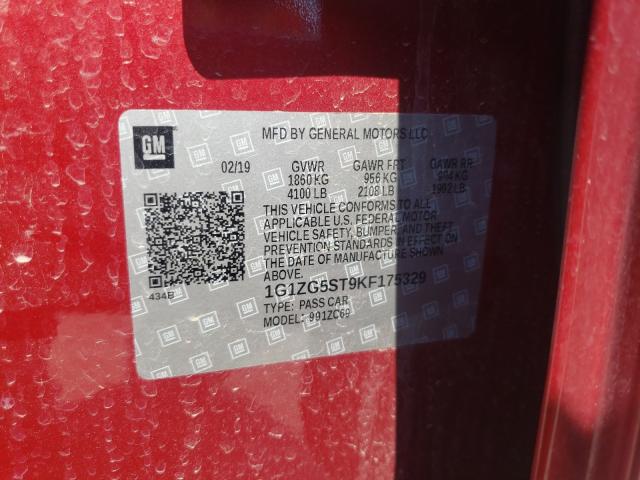 GM
MFD BY GENERAL MOTORS LLC
02/19 GVWR GAWR FRT GAWR RR
1860 KG 956 KG 904 KG
4100 LB 2108 LB 1992 LB
THIS VEHICLE CONFORMS TO ALL
APPLICABLE U.S. FEDERAL MOTOR
VEHICLE SAFETY, BUMPER, AND THEFT
PREVENTION STANDARDS IN EFFECT ON
THE DATE OF MANUFACTURE SHOWN
ABOVE.
434B
1G1ZG5ST9KF175329
TYPE: PASS CAR
MODEL: 991ZC69